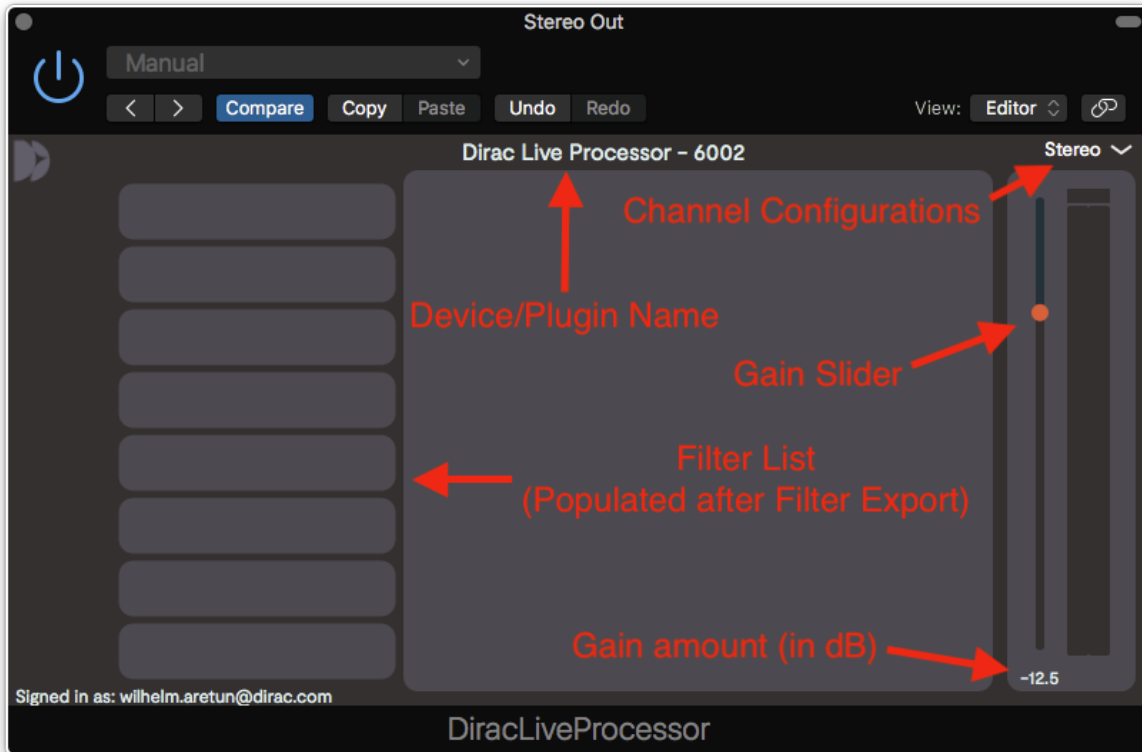 Stereo Out
Manual
< > Compare Copy Paste Undo Redo View: Editor
Dirac Live Processor - 6002
Stereo
Channel Configurations
Device/Plugin Name
Gain Slider
Filter List
(Populated after Filter Export)
Gain amount (in dB)
-12.5
Signed in as: wilhelm.aretun@dirac.com
DiracLiveProcessor